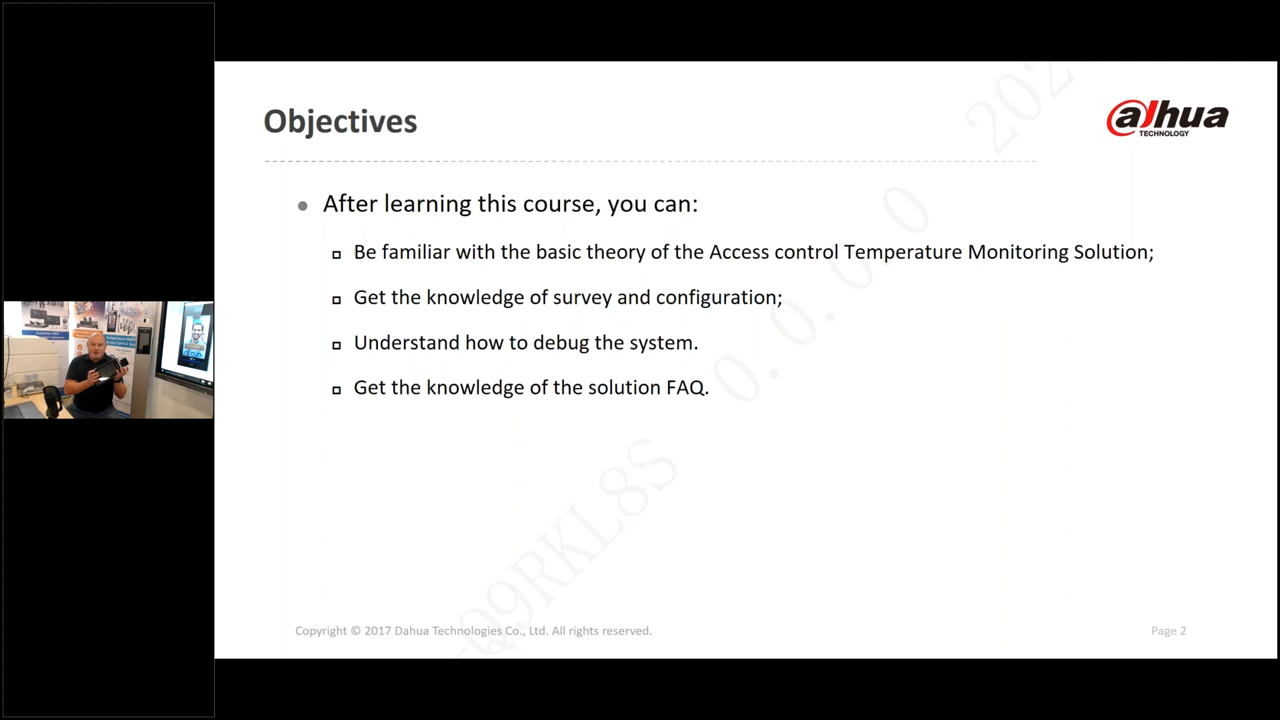 Objectives
alhua
TECHNOLOGY
After learning this course, you can:
Be familiar with the basic theory of the Access control Temperature Monitoring Solution;
Get the knowledge of survey and configuration;
Understand how to debug the system.
Get the knowledge of the solution FAQ.
Copyright © 2017 Dahua Technologies Co., Ltd. All rights reserved.
Page 2